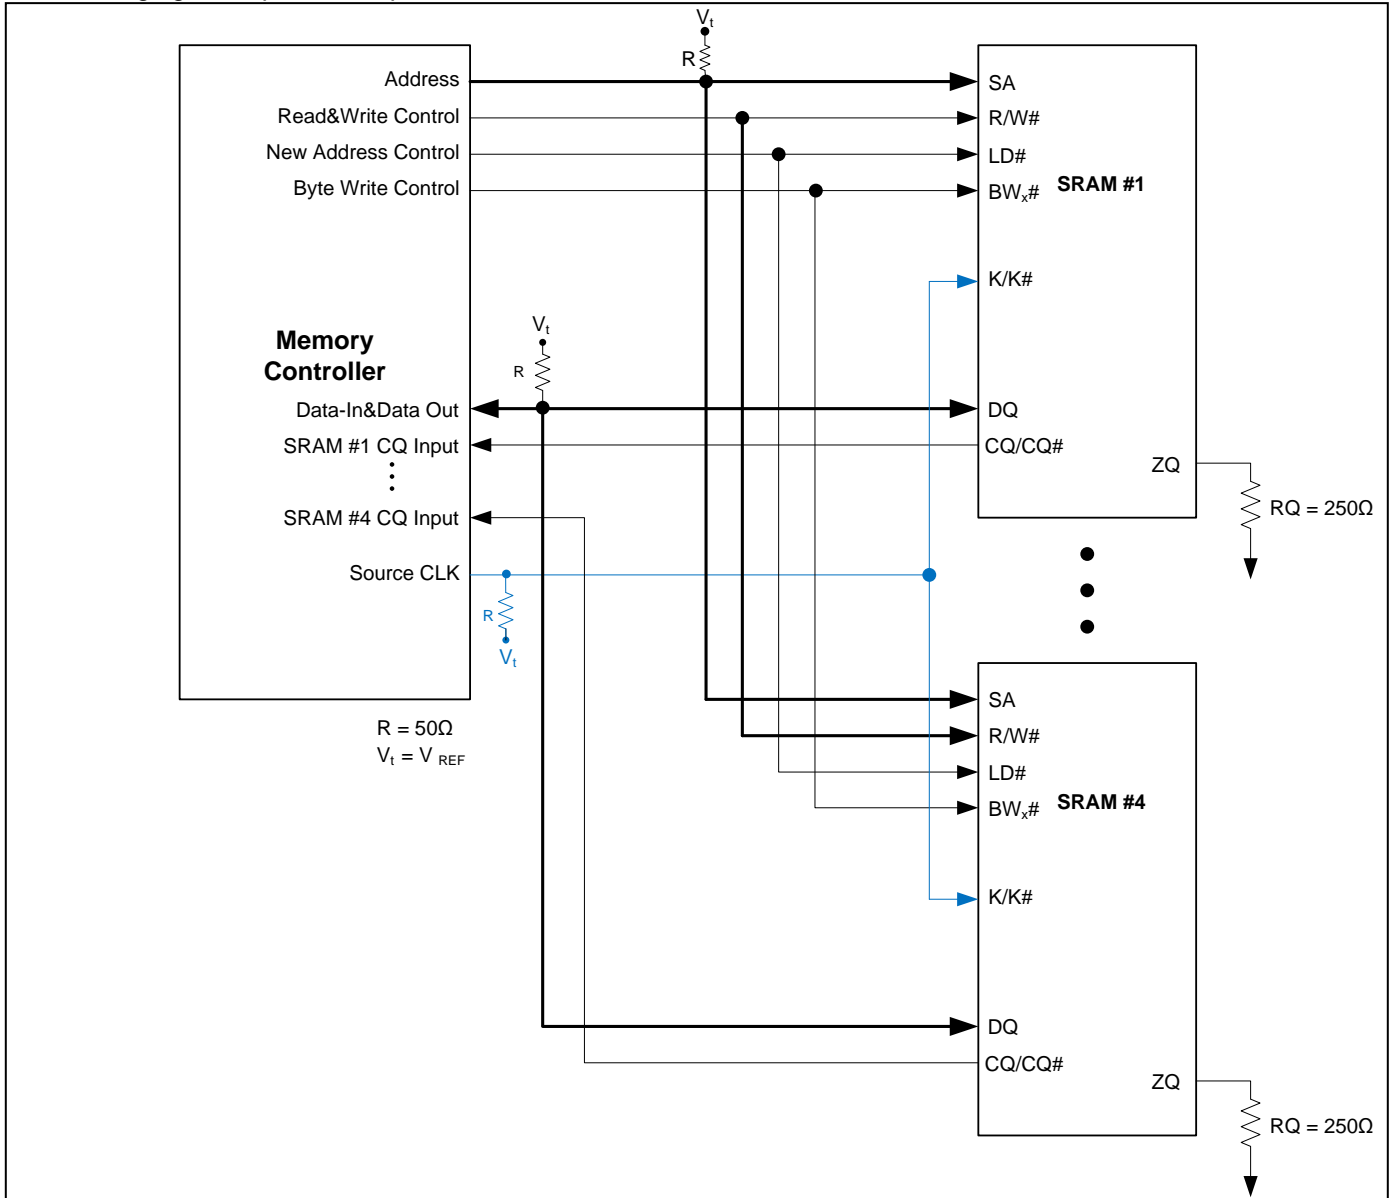 Vt
R
Address
Read&Write Control
New Address Control
Byte Write Control
SA
R/W#
LD#
BWx#
SRAM #1
K/K#
Vt
R
Memory
Controller
Data-In&Data Out
SRAM #1 CQ Input
SRAM #4 CQ Input
Source CLK
DQ
CQ/CQ#
ZQ
RQ = 250Ω
R
Vt
R = 50Ω
Vt = V REF
SA
R/W#
LD#
BWx#
SRAM #4
K/K#
DQ
CQ/CQ#
ZQ
RQ = 250Ω